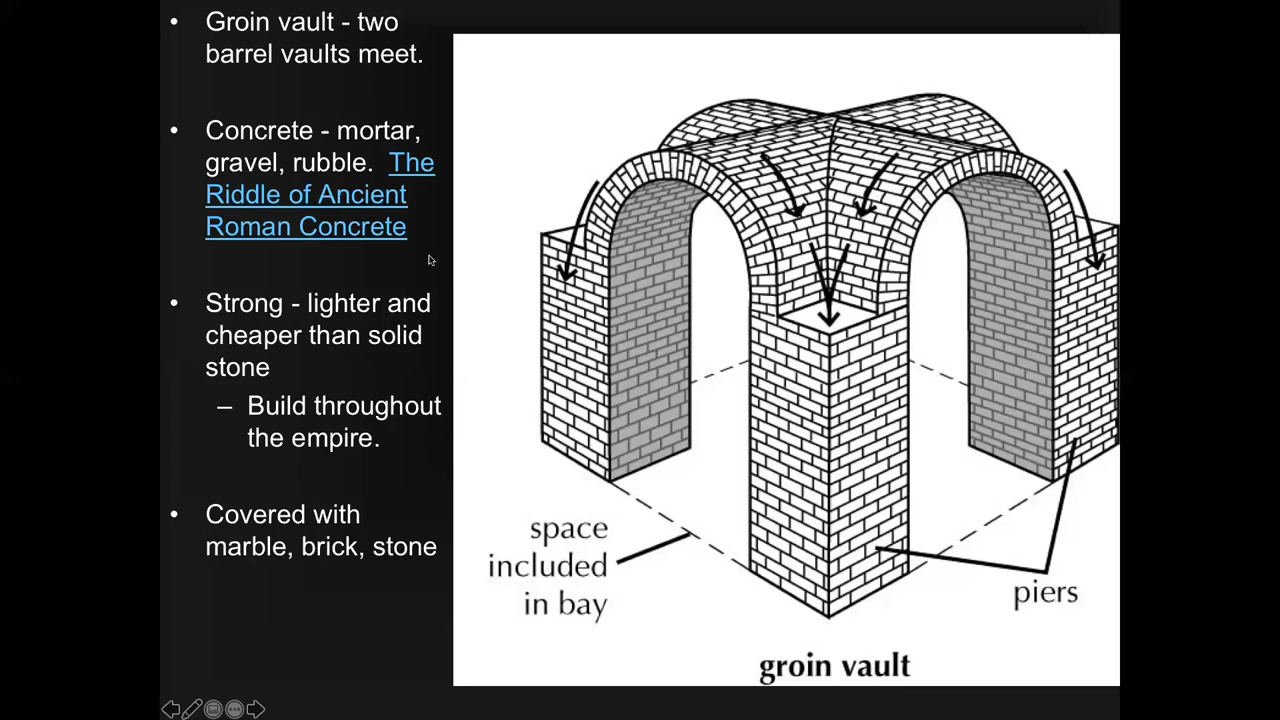 • Groin vault - two
barrel vaults meet.
• Concrete - mortar,
gravel, rubble. The
Riddle of Ancient
Roman Concrete
• Strong - lighter and
cheaper than solid
stone
– Build throughout
the empire.
• Covered with
marble, brick, stone
space
included
in bay
piers
groin vault